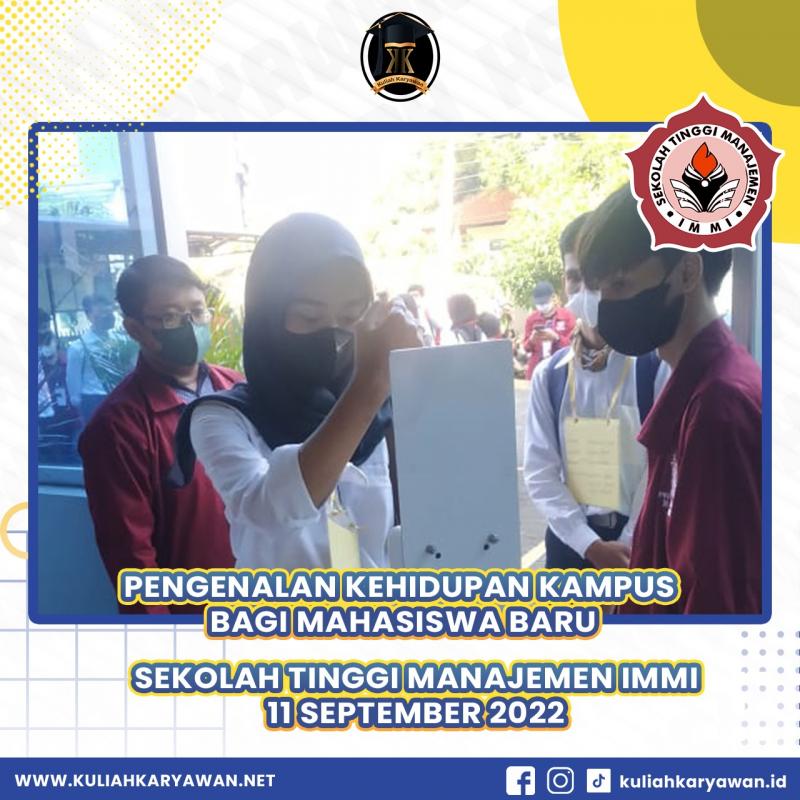 KK
Kuliah Karyawan
SEKOLAH TINGGI MANAJEMEN
IMMI
PENGENALAN KEHIDUPAN KAMPUS
BAGI MAHASISWA BARU
SEKOLAH TINGGI MANAJEMEN IMMI
11 SEPTEMBER 2022
WWW.KULIAHKARYAWAN.NET
kuliahkaryawan.id